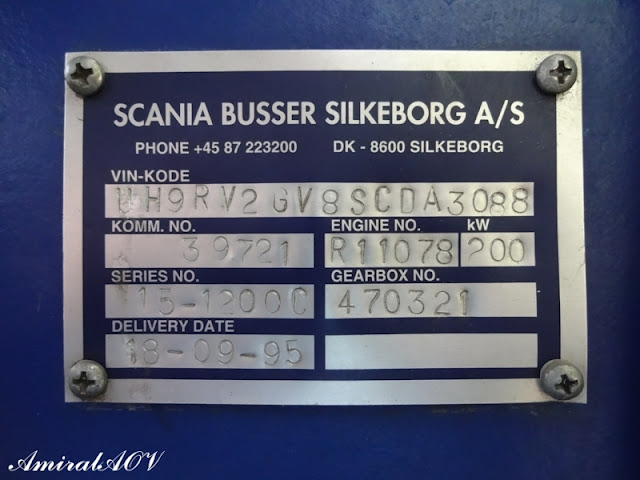 SCANIA BUSSER SILKEBORG A/S
PHONE +45 87 223200 DK - 8600 SILKEBORG
VIN-KODE
UH9RV2GV8SCDA3088
KOMM. NO. ENGINE NO. kW
39721 R11078 200
SERIES NO. GEARBOX NO.
15-1200C 470321
DELIVERY DATE
18-09-95
AmiralAOV